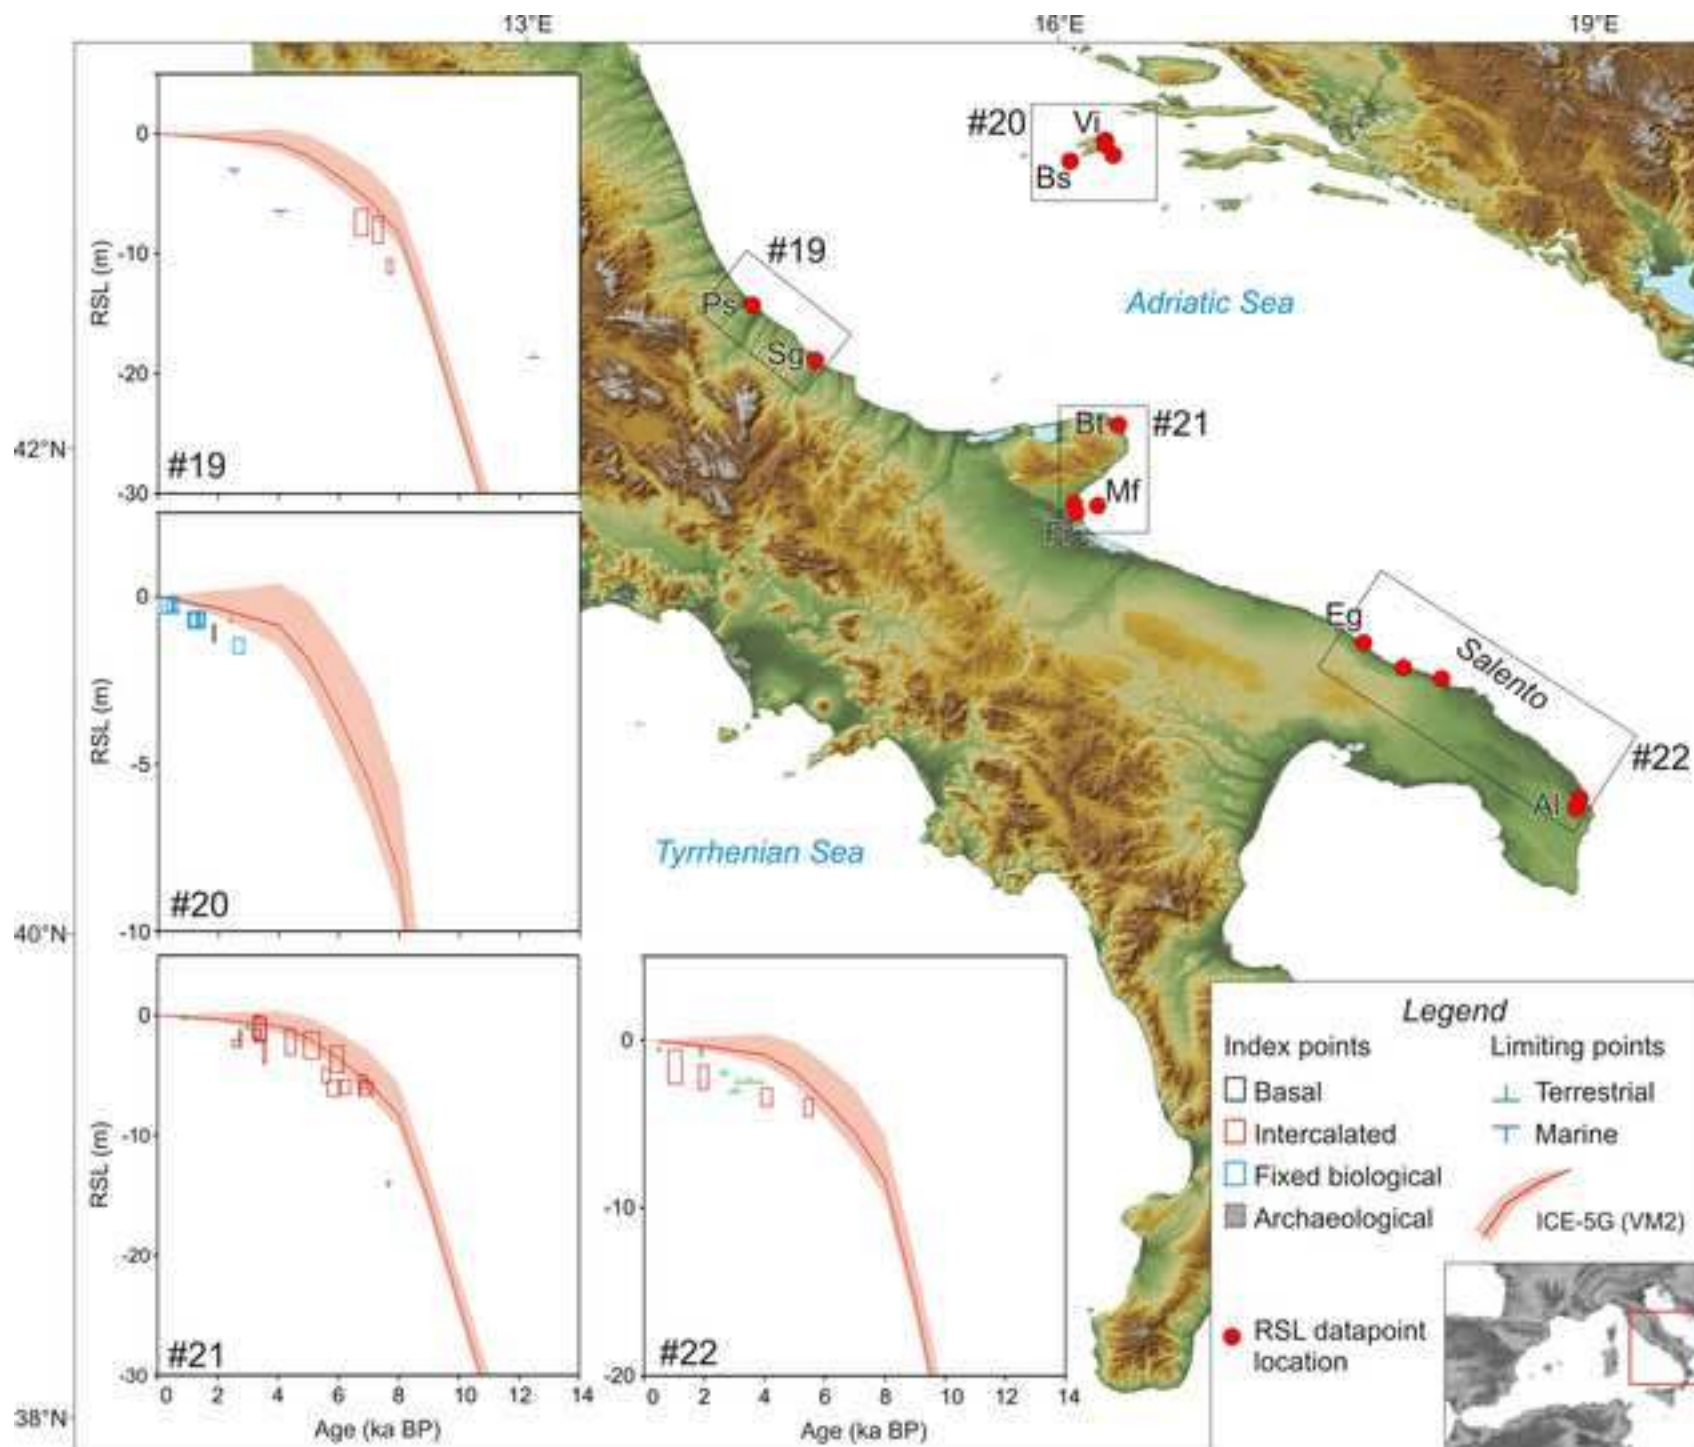 13°E
16°E
19°E
42°N
40°N
38°N
0
-10
-20
-30
RSL (m)
#19
0
-5
-10
RSL (m)
#20
0
-10
-20
-30
RSL (m)
#21
0 2 4 6 8 10 12 14
Age (ka BP)
0
-10
-20
#22
0 2 4 6 8 10 12 14
Age (ka BP)
#20
Vi
Bs
#19
Ps
Sg
Adriatic Sea
Bt
#21
Mf
Eg
Salento
#22
Al
Tyrrhenian Sea
Legend
Index points
Basal
Intercalated
Fixed biological
Archaeological
Limiting points
Terrestrial
Marine
ICE-5G (VM2)
RSL datapoint
location